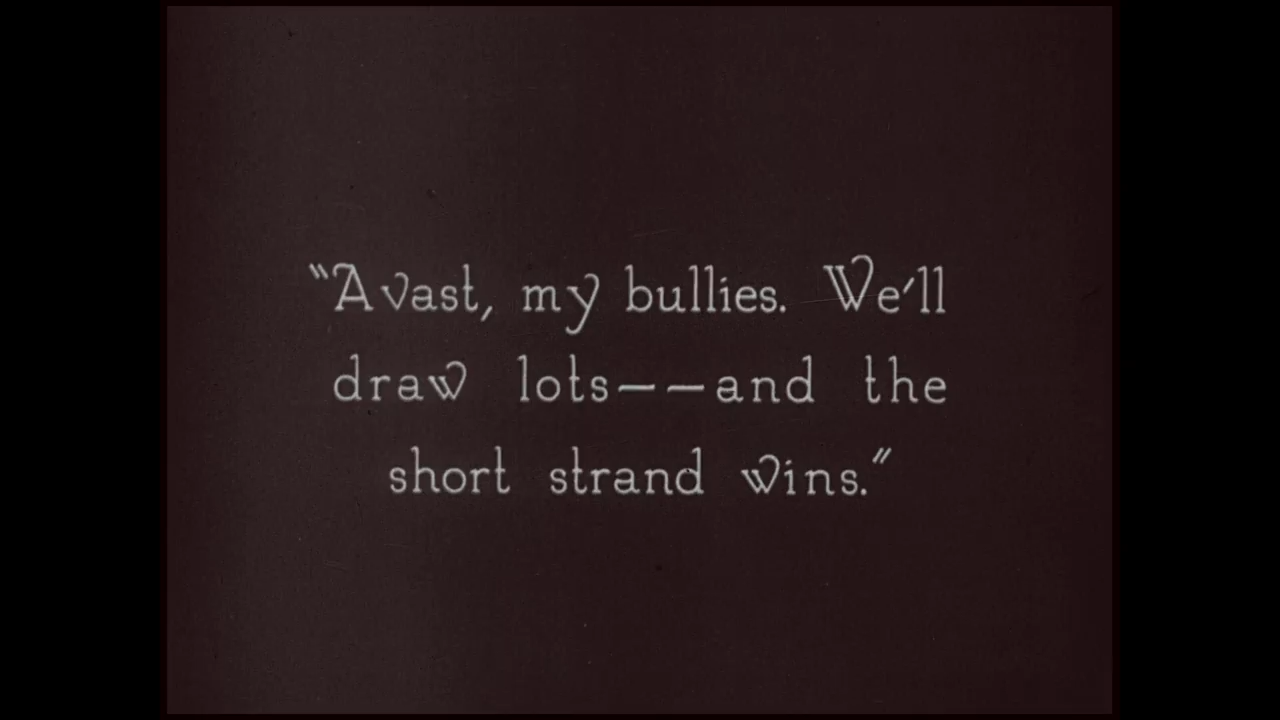 "Avast, my bullies. We'll
draw lots——and the
short strand wins."